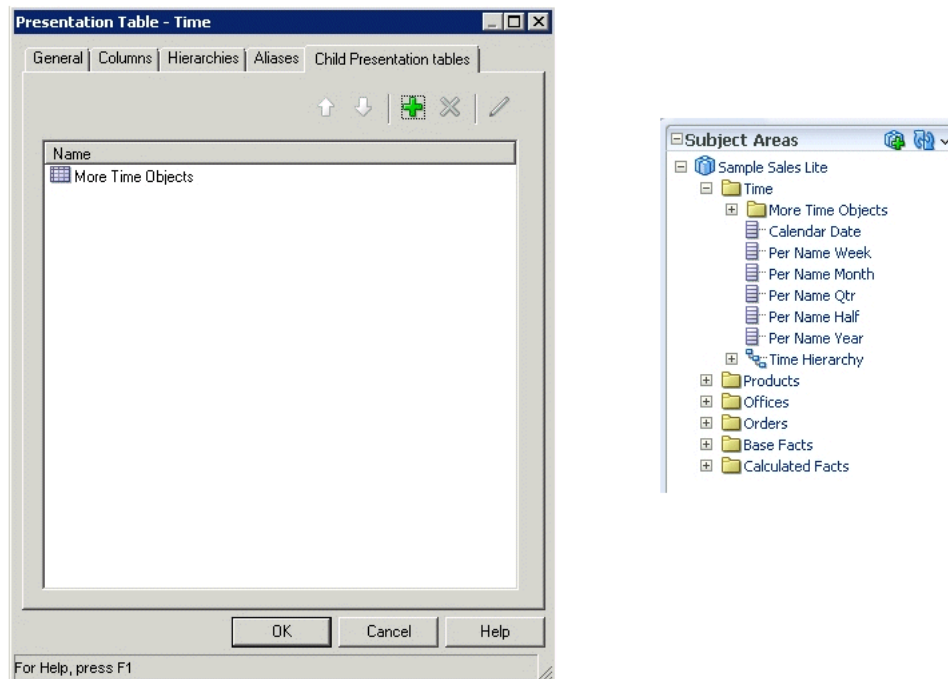 Presentation Table - Time
General
Columns
Hierarchies
Aliases
Child Presentation tables
Name
More Time Objects
OK
Cancel
Help
For Help, press F1
Subject Areas
Sample Sales Lite
Time
More Time Objects
Calendar Date
Per Name Week
Per Name Month
Per Name Qtr
Per Name Half
Per Name Year
Time Hierarchy
Products
Offices
Orders
Base Facts
Calculated Facts